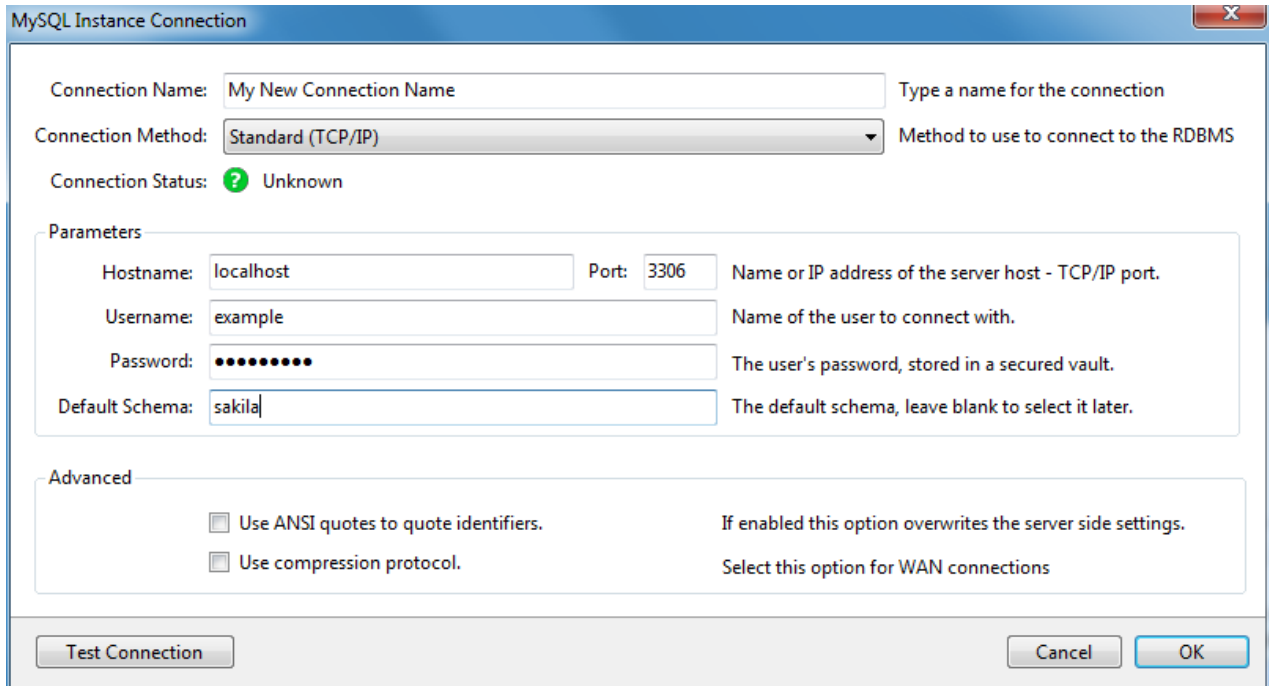 MySQL Instance Connection
Connection Name: My New Connection Name Type a name for the connection
Connection Method: Standard (TCP/IP) Method to use to connect to the RDBMS
Connection Status: ? Unknown
Parameters
Hostname: localhost Port: 3306 Name or IP address of the server host - TCP/IP port.
Username: example Name of the user to connect with.
Password: ●●●●●●●●● The user's password, stored in a secured vault.
Default Schema: sakila The default schema, leave blank to select it later.
Advanced
Use ANSI quotes to quote identifiers. If enabled this option overwrites the server side settings.
Use compression protocol. Select this option for WAN connections
Test Connection Cancel OK